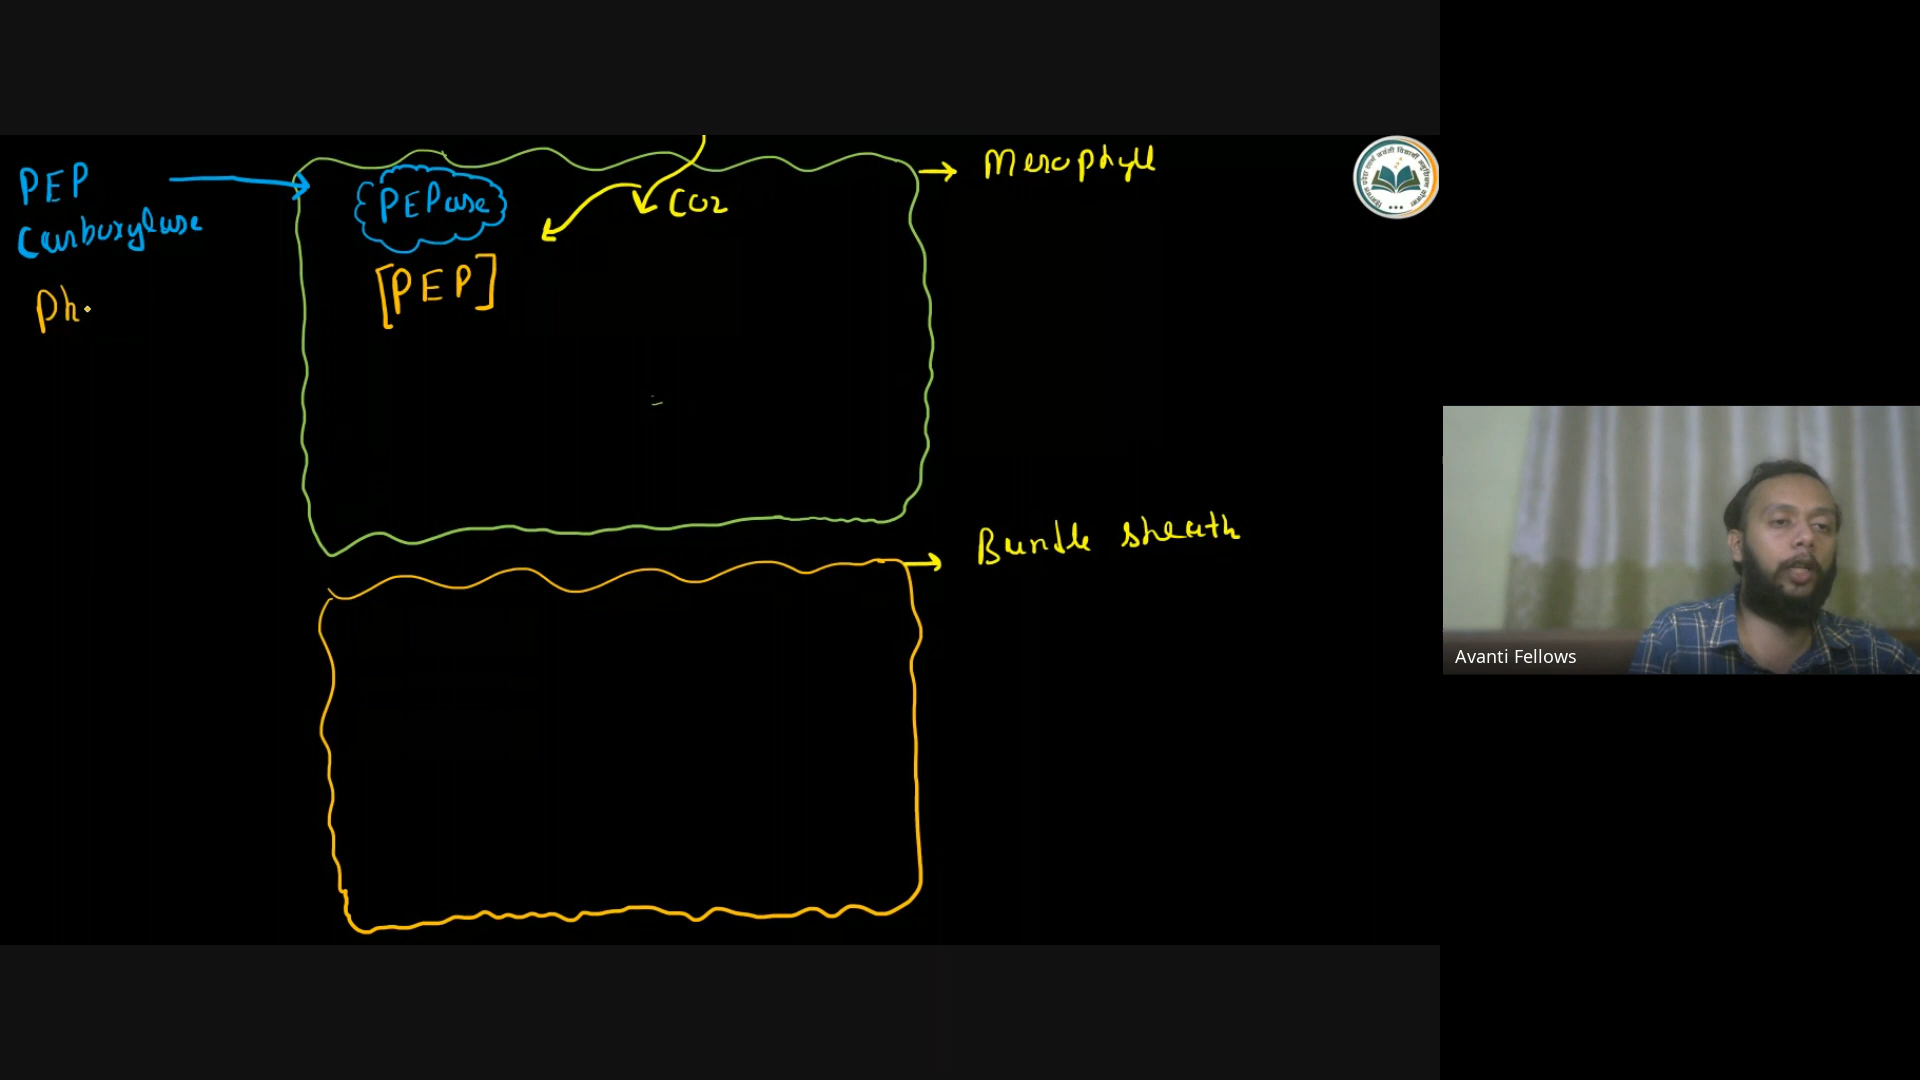 PEP
Carboxylase
Ph
PEPase
CO2
[PEP]
Mesophyll
Bundle sheath
Avanti Fellows